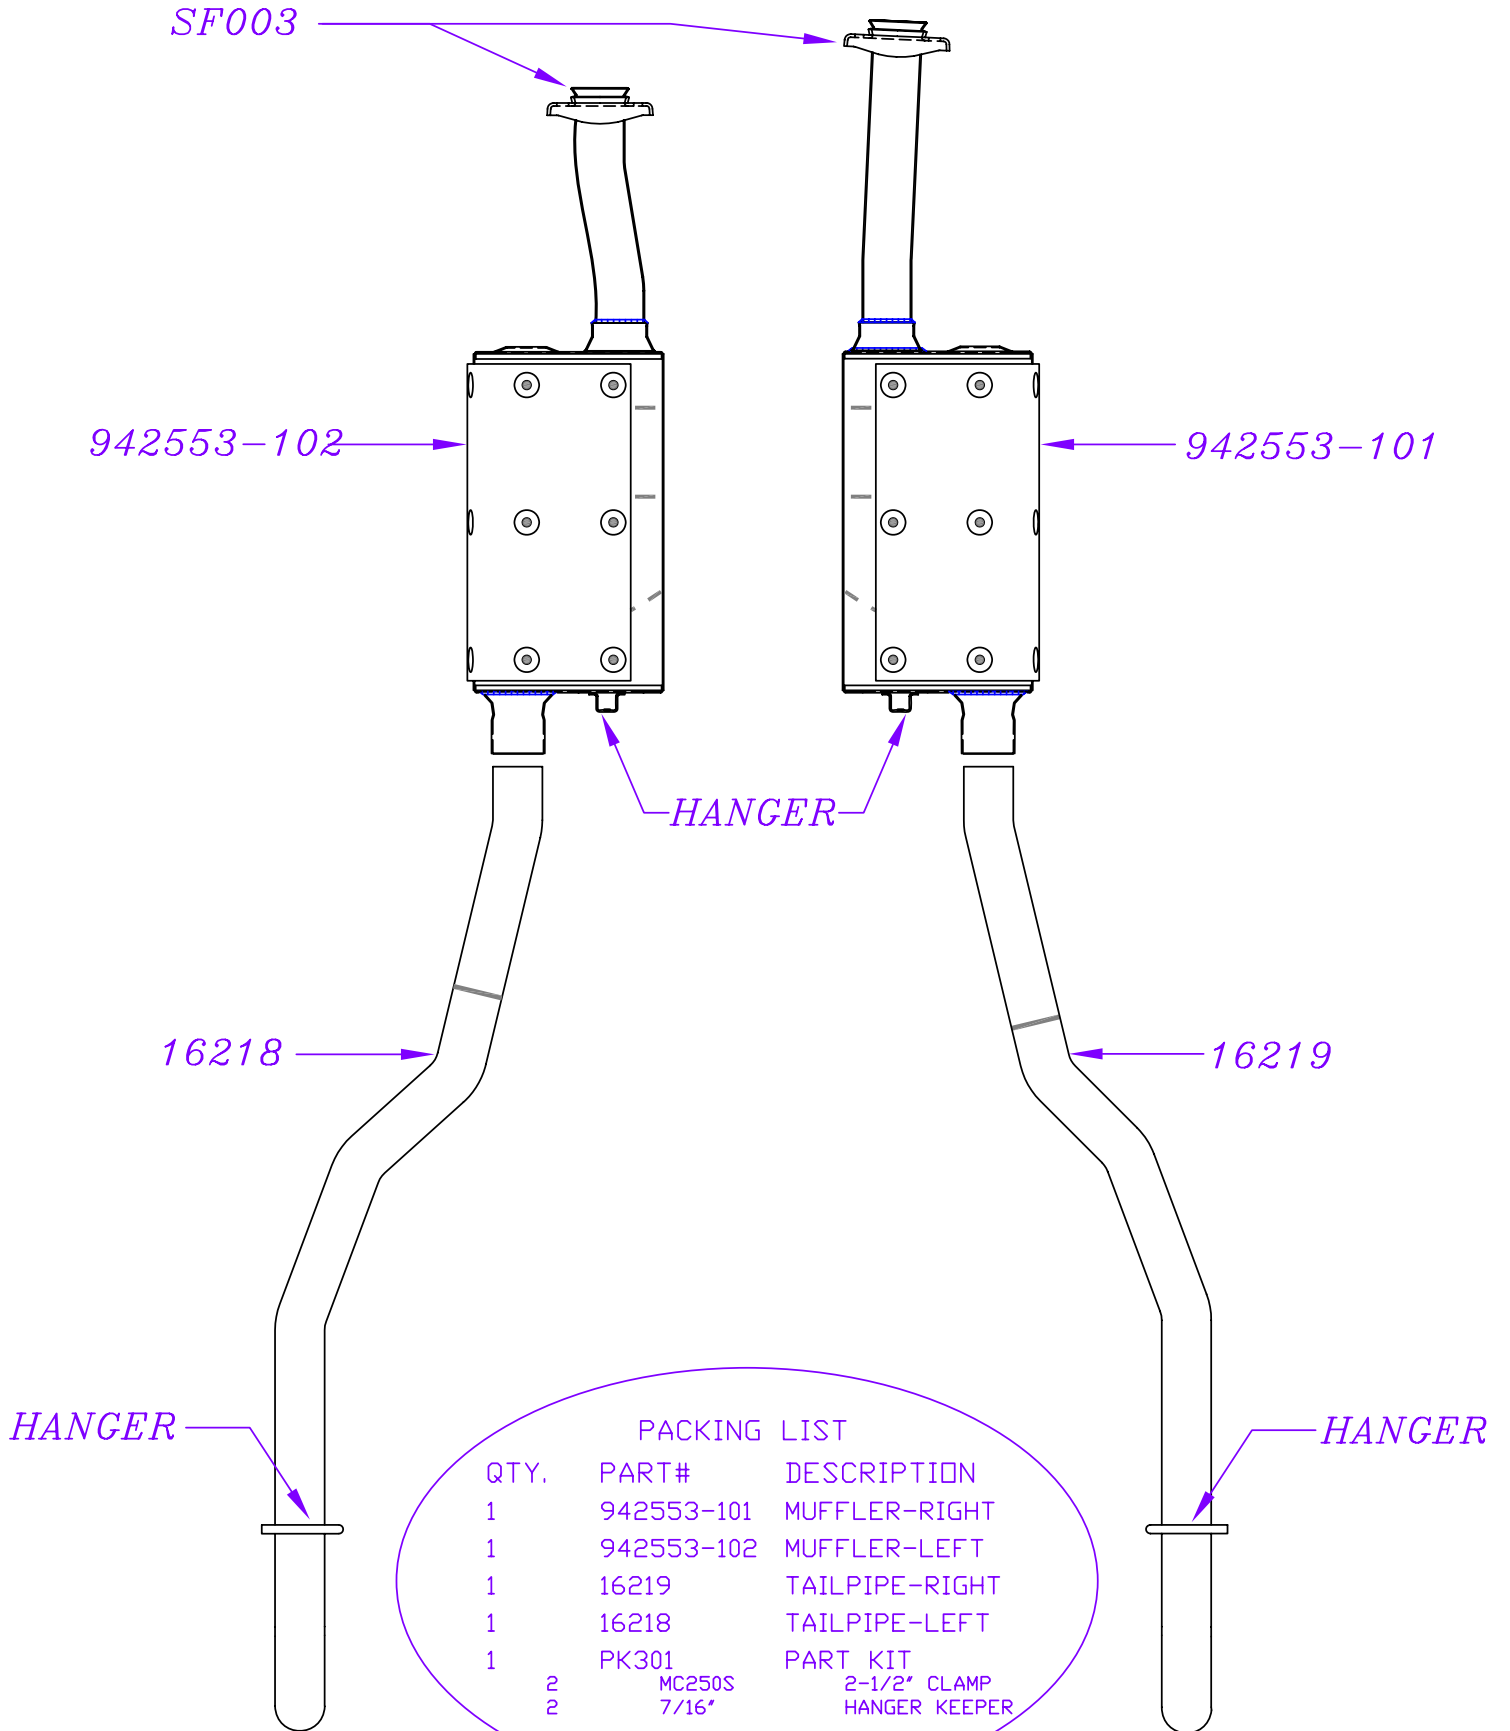 SF003
942553-102
942553-101
HANGER
16218
16219
HANGER
HANGER
PACKING LIST
QTY. PART# DESCRIPTION
1 942553-101 MUFFLER-RIGHT
1 942553-102 MUFFLER-LEFT
1 16219 TAILPIPE-RIGHT
1 16218 TAILPIPE-LEFT
1 PK301 PART KIT
2 MC250S 2-1/2" CLAMP
2 7/16" HANGER KEEPER